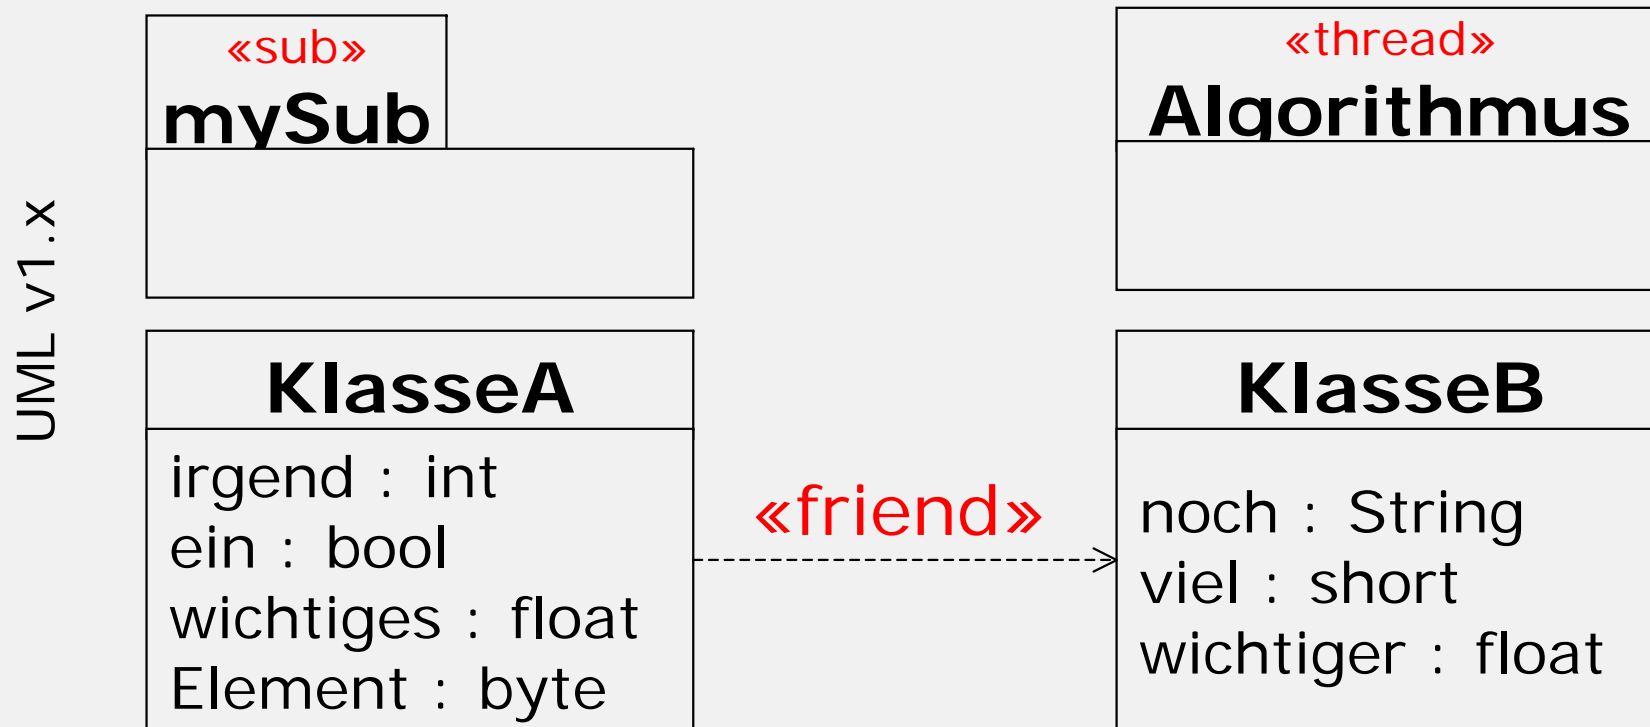 UML v1.x
«sub»
mySub
«thread»
Algorithmus
KlasseA
irgend : int
ein : bool
wichtiges : float
Element : byte
«friend»
KlasseB
noch : String
viel : short
wichtiger : float